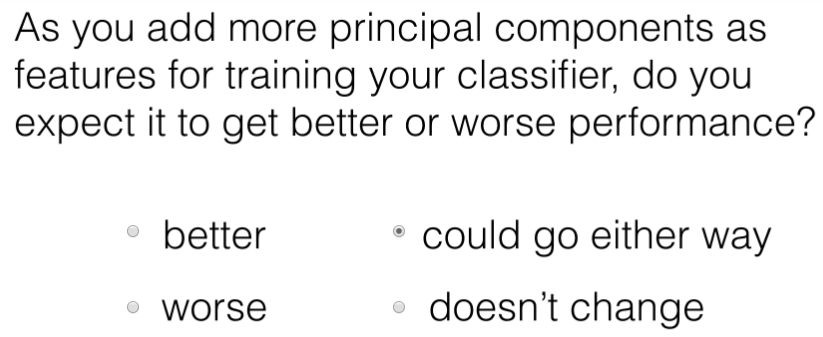 As you add more principal components as
features for training your classifier, do you
expect it to get better or worse performance?
better
could go either way
worse
doesn't change